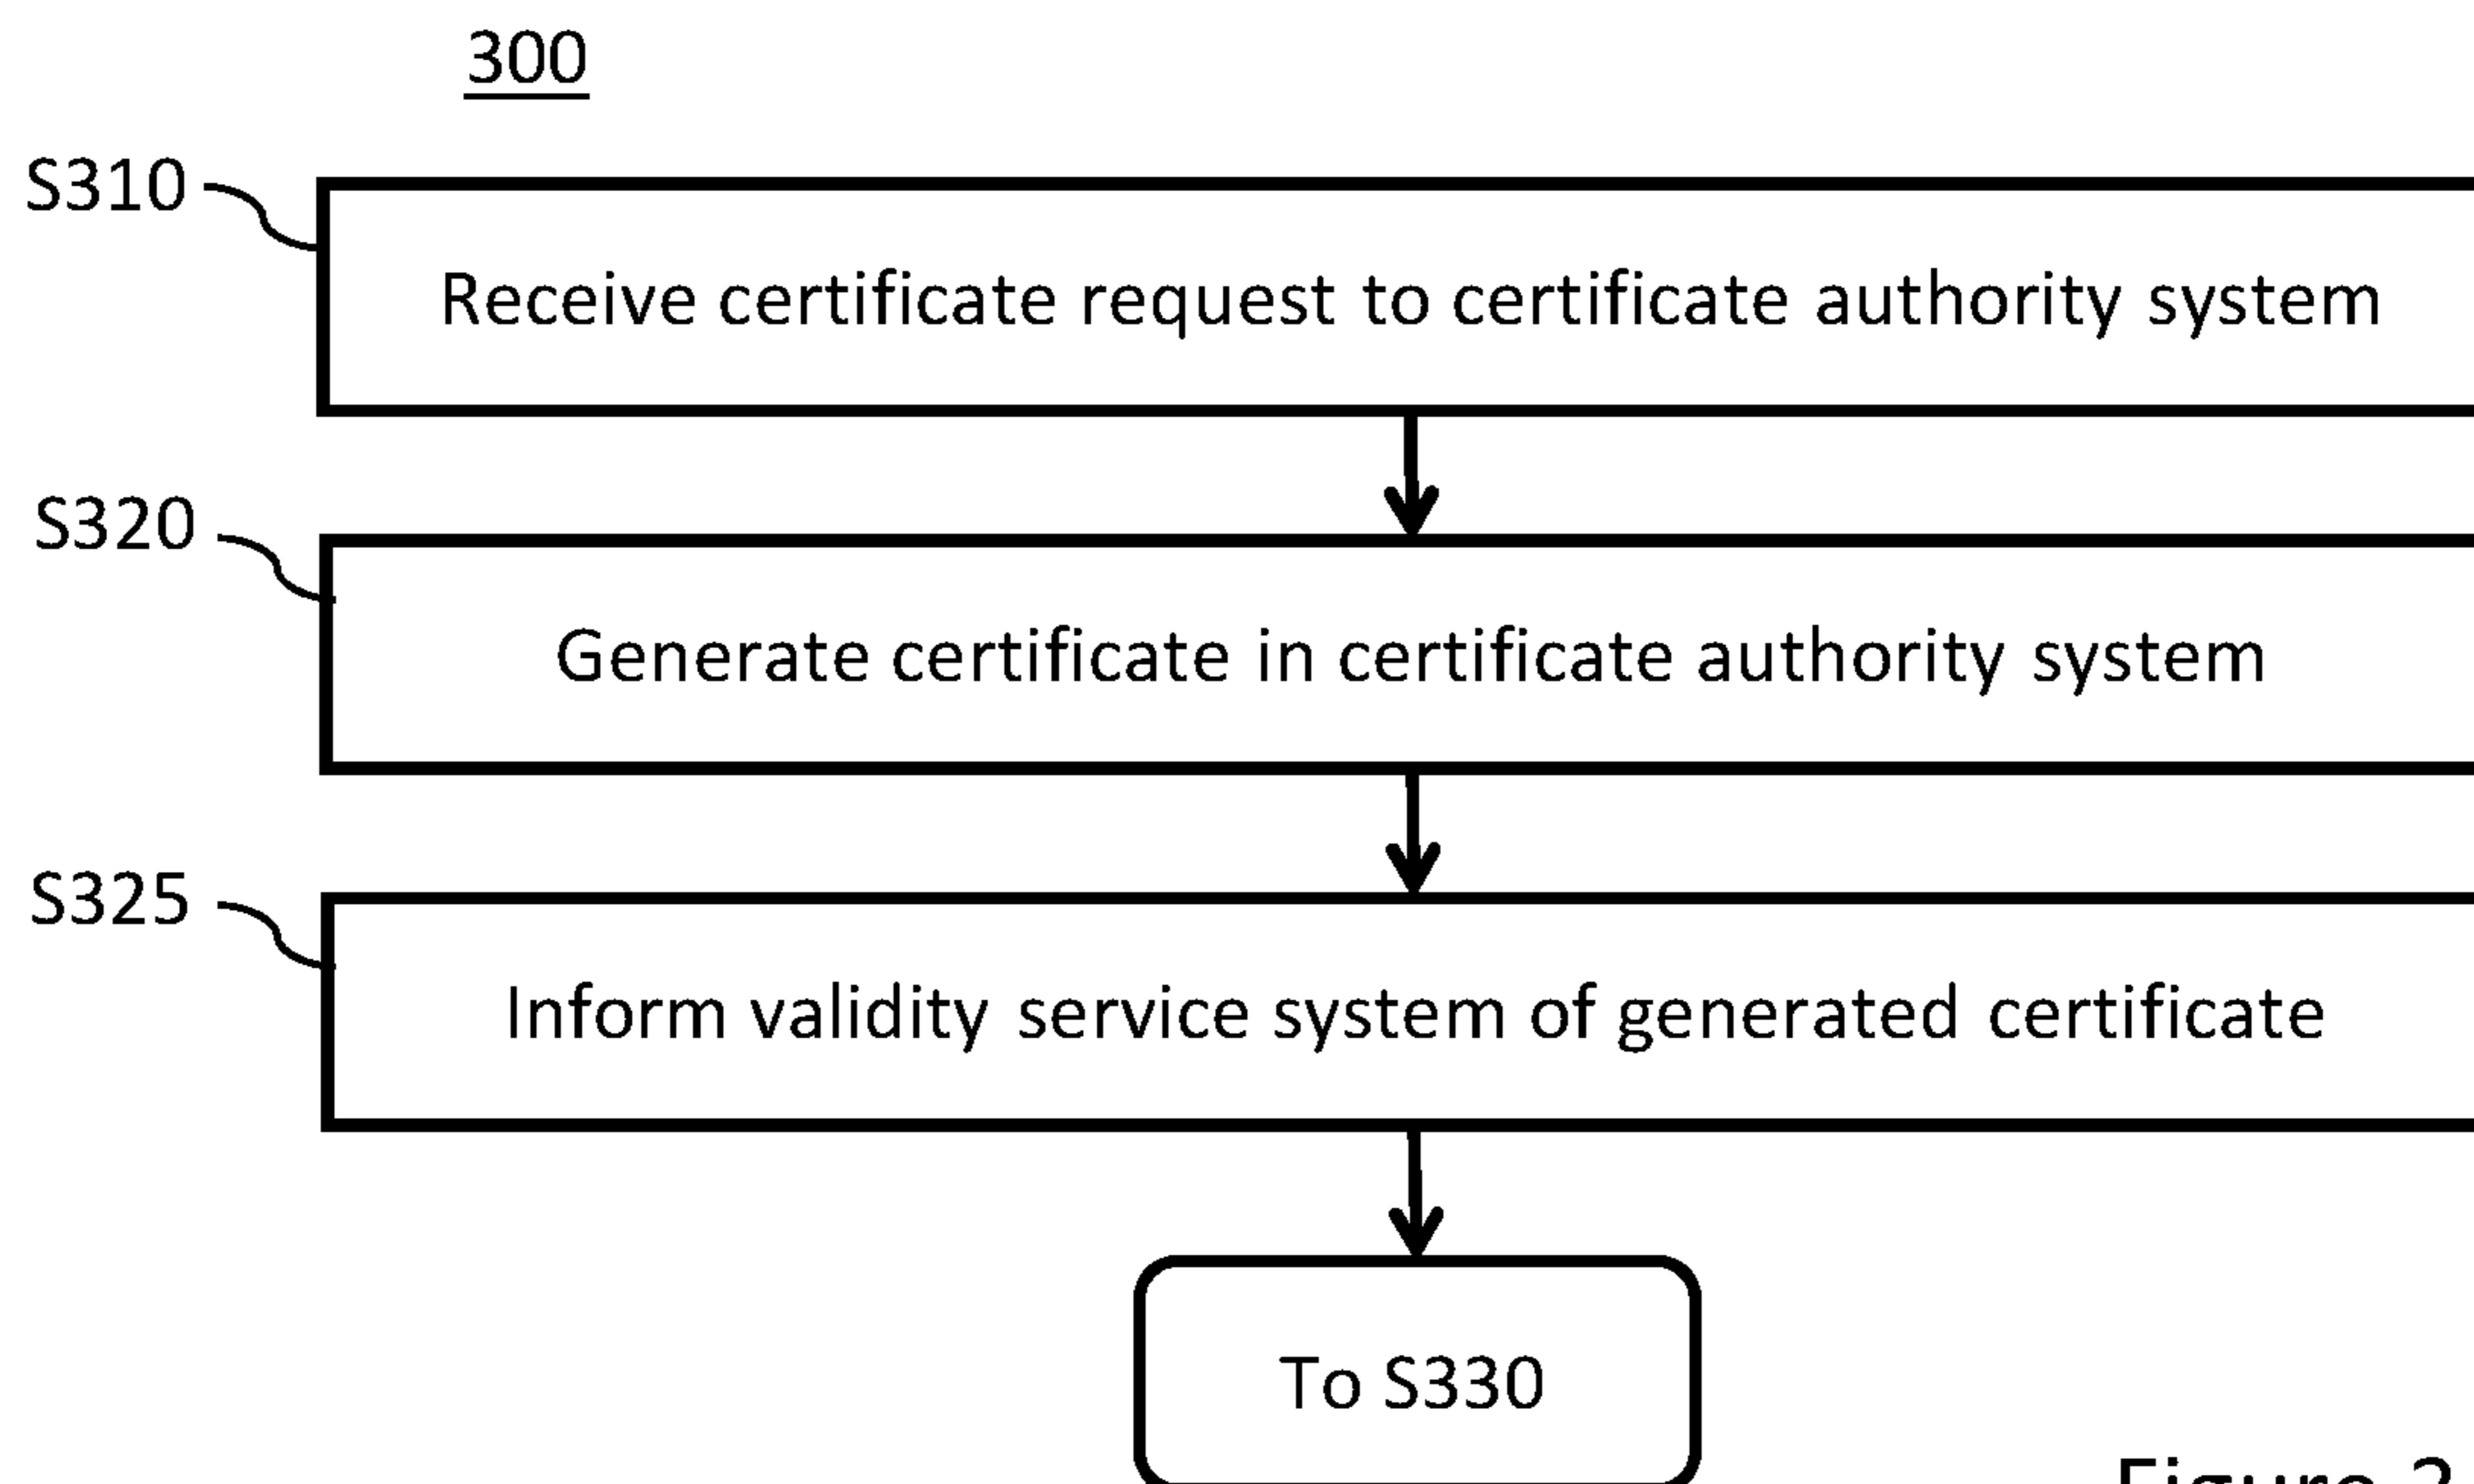 300
S310
Receive certificate request to certificate authority system
S320
Generate certificate in certificate authority system
S325
Inform validity service system of generated certificate
To S330
Figure